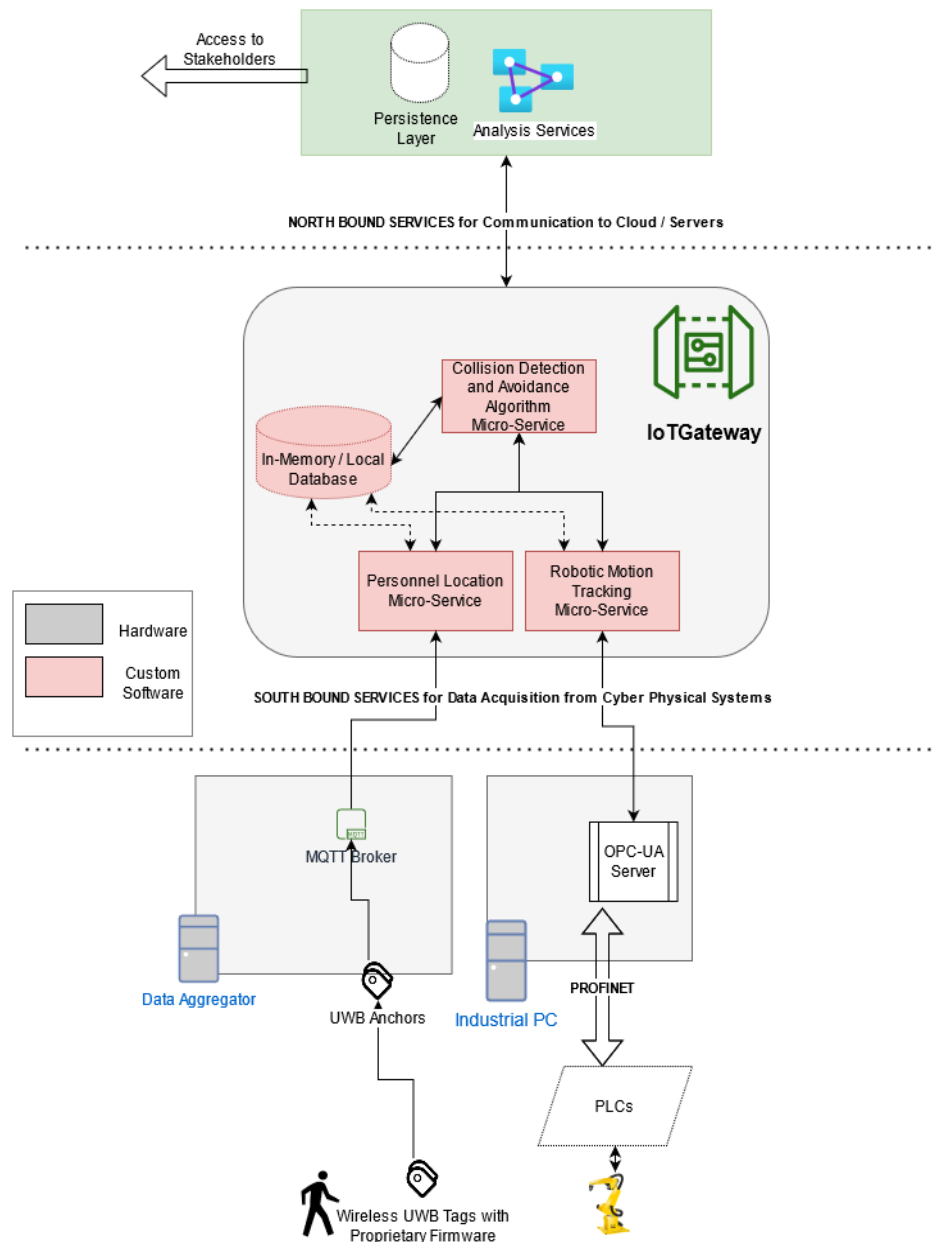 Access to
Stakeholders
Persistence
Layer
Analysis Services
NORTH BOUND SERVICES for Communication to Cloud / Servers
Collision Detection
and Avoidance
Algorithm
Micro-Service
IoTGateway
In-Memory / Local
Database
Personnel Location
Micro-Service
Robotic Motion
Tracking
Micro-Service
Hardware
Custom
Software
SOUTH BOUND SERVICES for Data Acquisition from Cyber Physical Systems
MQTT
MQTT Broker
OPC-UA
Server
Data Aggregator
UWB Anchors
Industrial PC
PROFINET
PLCs
Wireless UWB Tags with
Proprietary Firmware